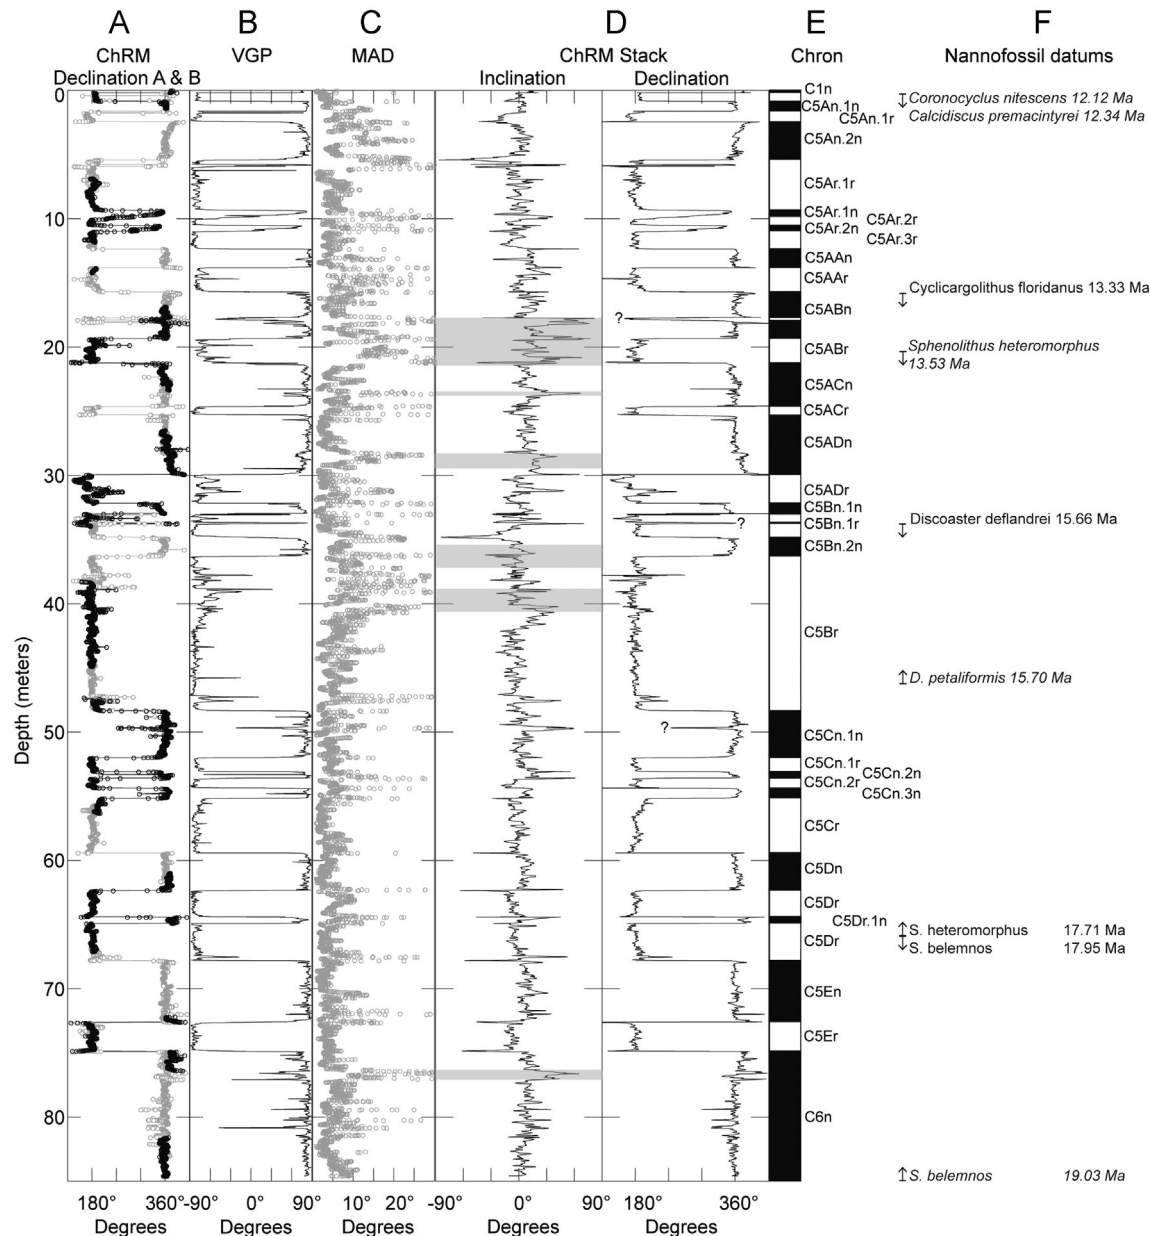 A B C D E F
ChRM VGP MAD ChRM Stack Chron Nannofossil datums
Declination A & B Inclination Declination
0
10
20
30
40
50
60
70
80
Depth (meters)
C1n
C5An.1n
C5An.1r
C5An.2n
C5Ar.1r
C5Ar.1n
C5Ar.2r
C5Ar.2n
C5Ar.3r
C5AAn
C5AAr
C5ABn
C5ABr
C5ACn
C5ACr
C5ADn
C5ADr
C5Bn.1n
C5Bn.1r
C5Bn.2n
C5Br
C5Cn.1n
C5Cn.1r
C5Cn.2n
C5Cn.2r
C5Cn.3n
C5Cr
C5Dn
C5Dr
C5Dr.1n
C5Dr
C5En
C5Er
C6n
?
?
?
↓ Coronocyclus nitescens 12.12 Ma
Calcidiscus premacintyrei 12.34 Ma
↓ Cyclicargolithus floridanus 13.33 Ma
↓ Sphenolithus heteromorphus
13.53 Ma
↓ Discoaster deflandrei 15.66 Ma
↑ D. petaliformis 15.70 Ma
↑ S. heteromorphus 17.71 Ma
↓ S. belemnos 17.95 Ma
↑ S. belemnos 19.03 Ma
180° 360° -90° 0° 90° 0° 10° 20° -90° 0° 90° 180° 360°
Degrees Degrees Degrees Degrees Degrees